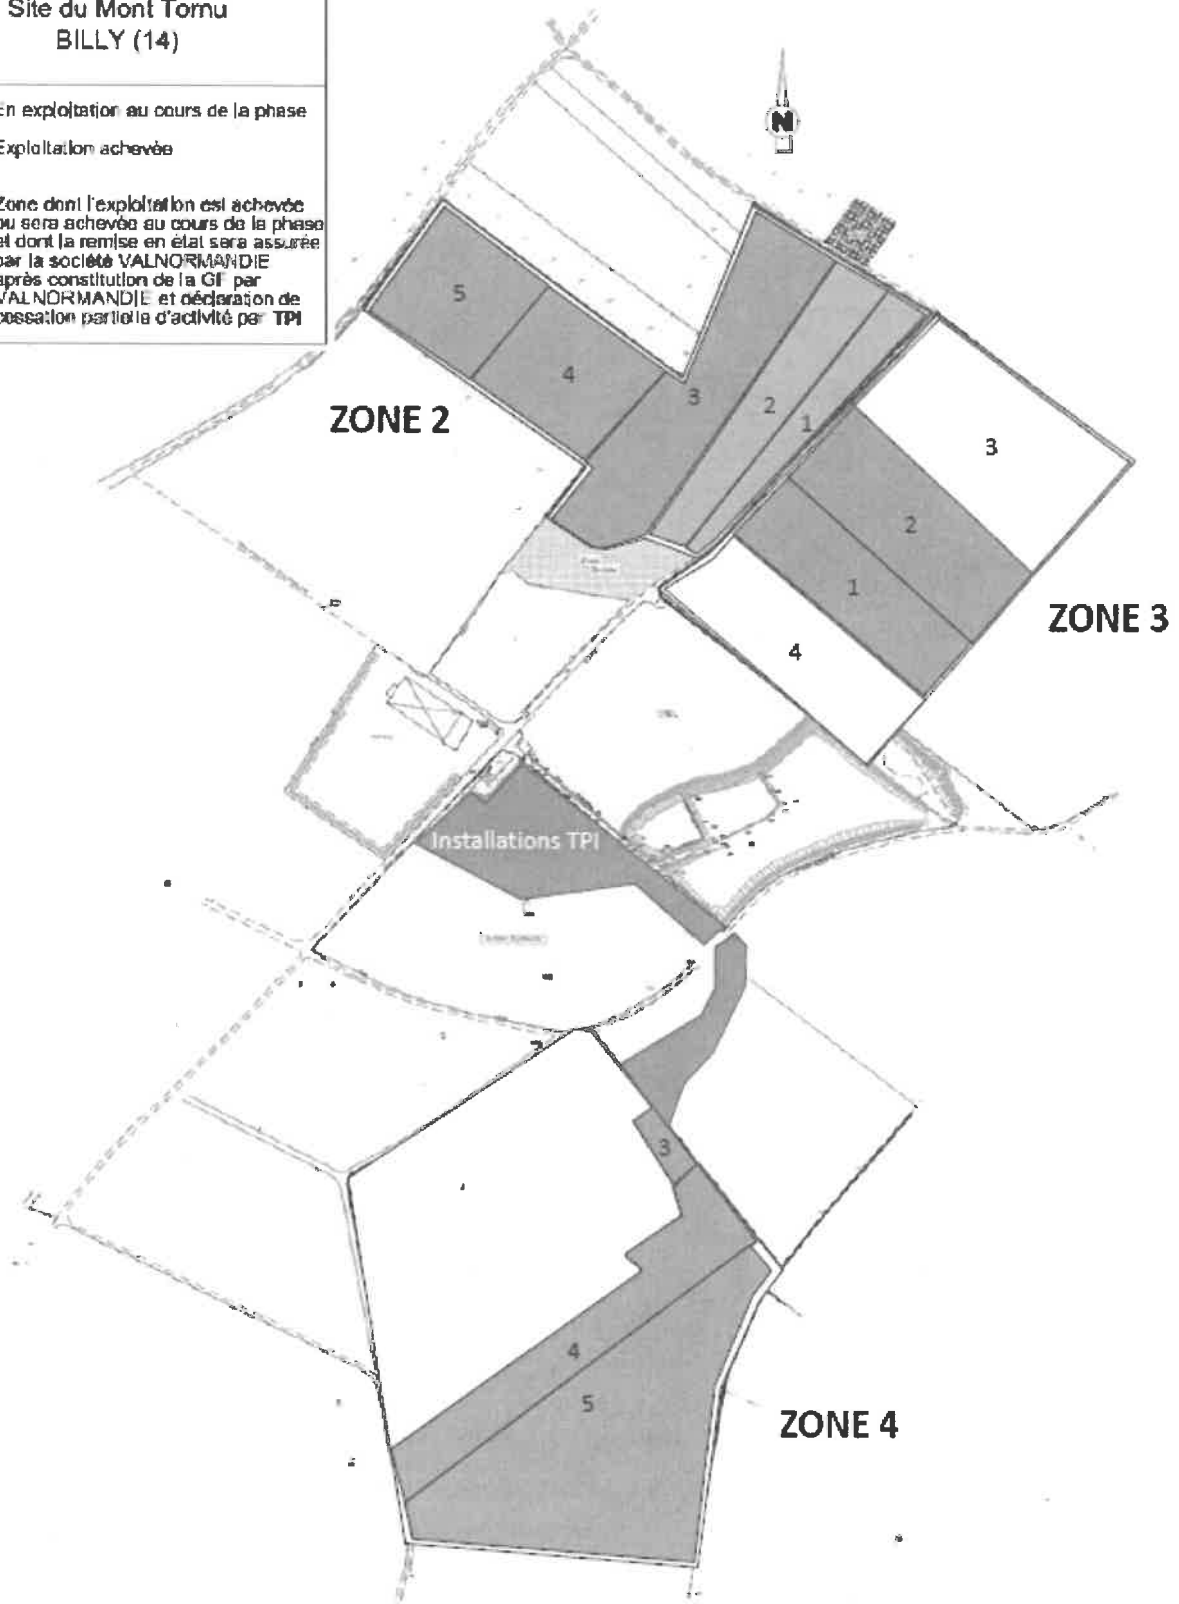 Site du Mont Tornu
BILLY (14)
En exploitation au cours de la phase
Exploitation achevée
Zone dont l'exploitation est achevée
ou sera achevée au cours de la phase
et dont la remise en état sera assurée
par la société VALNORMANDIE
après constitution de la GF par
VALNORMANDIE et déclaration de
cessation partielle d'activité par TPI
N
5
4
3
2
1
ZONE 2
3
2
1
4
ZONE 3
Installations TPI
3
4
5
ZONE 4